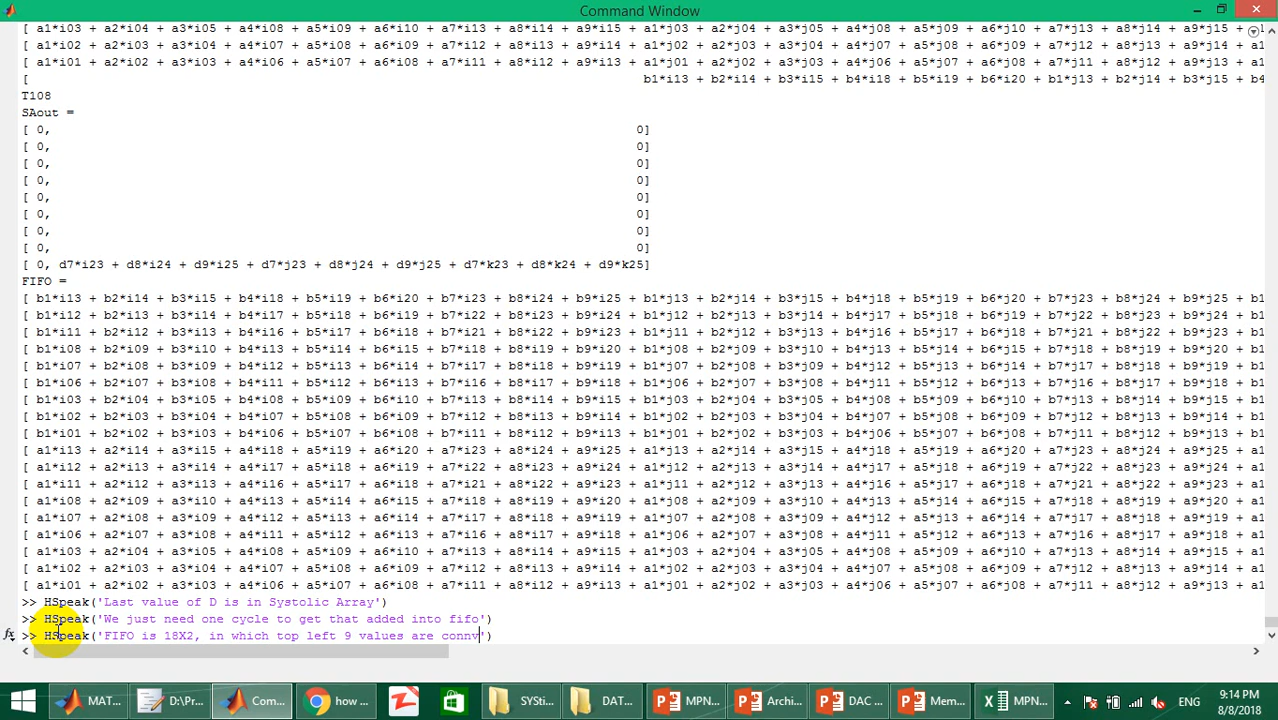 Command Window
[ a1*i03 + a2*i04 + a3*i05 + a4*i08 + a5*i09 + a6*i10 + a7*i13 + a8*i13 + a9*i15 + a1*j03 + a2*j04 + a3*j05 + a4*j08 + a5*j09 + a6*j10 + a7*j13 + a8*j14 + a9*j15 +
[ a1*i02 + a2*i03 + a3*i04 + a4*i07 + a5*i08 + a6*i09 + a7*i12 + a8*i13 + a9*i14 + a1*j02 + a2*j03 + a3*j04 + a4*j07 + a5*j08 + a6*j09 + a7*j12 + a8*j13 + a9*j14 + a1
[ a1*i01 + a2*i02 + a3*i03 + a4*i06 + a5*i07 + a6*i08 + a7*i11 + a8*i12 + a9*i13 + a1*j01 + a2*j02 + a3*j03 + a4*j06 + a5*j07 + a6*j08 + a7*j11 + a8*j12 + a9*j13 + a1
[ b1*i13 + b2*i14 + b3*i15 + b4*i18 + b5*i19 + b6*i20 + b1*j13 + b2*j14 + b3*j15 + b4
T108
SAout =
[ 0, 0]
[ 0, 0]
[ 0, 0]
[ 0, 0]
[ 0, 0]
[ 0, 0]
[ 0, 0]
[ 0, 0]
[ 0, d7*i23 + d8*i24 + d9*i25 + d7*j23 + d8*j24 + d9*j25 + d7*k23 + d8*k24 + d9*k25]
FIFO =
[ b1*i13 + b2*i14 + b3*i15 + b4*i18 + b5*i19 + b6*i20 + b7*i23 + b8*i24 + b9*i25 + b1*j13 + b2*j14 + b3*j15 + b4*j18 + b5*j19 + b6*j20 + b7*j23 + b8*j24 + b9*j25 + b1
[ b1*i12 + b2*i13 + b3*i14 + b4*i17 + b5*i18 + b6*i19 + b7*i22 + b8*i23 + b9*i24 + b1*j12 + b2*j13 + b3*j14 + b4*j17 + b5*j18 + b6*j19 + b7*j22 + b8*j23 + b9*j24 + b1
[ b1*i11 + b2*i12 + b3*i13 + b4*i16 + b5*i17 + b6*i18 + b7*i21 + b8*i22 + b9*i23 + b1*j11 + b2*j12 + b3*j13 + b4*j16 + b5*j17 + b6*j18 + b7*j21 + b8*j22 + b9*j23 + b1
[ b1*i08 + b2*i09 + b3*i10 + b4*i13 + b5*i14 + b6*i15 + b7*i18 + b8*i19 + b9*i20 + b1*j08 + b2*j09 + b3*j10 + b4*j13 + b5*j14 + b6*j15 + b7*j18 + b8*j19 + b9*j20 + b1
[ b1*i07 + b2*i08 + b3*i09 + b4*i12 + b5*i13 + b6*i14 + b7*i17 + b8*i18 + b9*i19 + b1*j07 + b2*j08 + b3*j09 + b4*j12 + b5*j13 + b6*j14 + b7*j17 + b8*j18 + b9*j19 + b1
[ b1*i06 + b2*i07 + b3*i08 + b4*i11 + b5*i12 + b6*i13 + b7*i16 + b8*i17 + b9*i18 + b1*j06 + b2*j07 + b3*j08 + b4*j11 + b5*j12 + b6*j13 + b7*j16 + b8*j17 + b9*j18 + b1
[ b1*i03 + b2*i04 + b3*i05 + b4*i08 + b5*i09 + b6*i10 + b7*i13 + b8*i14 + b9*i15 + b1*j03 + b2*j04 + b3*j05 + b4*j08 + b5*j09 + b6*j10 + b7*j13 + b8*j14 + b9*j15 + b1
[ b1*i02 + b2*i03 + b3*i04 + b4*i07 + b5*i08 + b6*i09 + b7*i12 + b8*i13 + b9*i14 + b1*j02 + b2*j03 + b3*j04 + b4*j07 + b5*j08 + b6*j09 + b7*j12 + b8*j13 + b9*j14 + b1
[ b1*i01 + b2*i02 + b3*i03 + b4*i06 + b5*i07 + b6*i08 + b7*i11 + b8*i12 + b9*i13 + b1*j01 + b2*j02 + b3*j03 + b4*j06 + b5*j07 + b6*j08 + b7*j11 + b8*j12 + b9*j13 + b1
[ a1*i13 + a2*i14 + a3*i15 + a4*i18 + a5*i19 + a6*i20 + a7*i23 + a8*i24 + a9*i25 + a1*j13 + a2*j14 + a3*j15 + a4*j18 + a5*j19 + a6*j20 + a7*j23 + a8*j24 + a9*j25 + a1
[ a1*i12 + a2*i13 + a3*i14 + a4*i17 + a5*i18 + a6*i19 + a7*i22 + a8*i23 + a9*i24 + a1*j12 + a2*j13 + a3*j14 + a4*j17 + a5*j18 + a6*j19 + a7*j22 + a8*j23 + a9*j24 + a1
[ a1*i11 + a2*i12 + a3*i13 + a4*i16 + a5*i17 + a6*i18 + a7*i21 + a8*i22 + a9*i23 + a1*j11 + a2*j12 + a3*j13 + a4*j16 + a5*j17 + a6*j18 + a7*j21 + a8*j22 + a9*j23 + a1
[ a1*i08 + a2*i09 + a3*i10 + a4*i13 + a5*i14 + a6*i15 + a7*i18 + a8*i19 + a9*i20 + a1*j08 + a2*j09 + a3*j10 + a4*j13 + a5*j14 + a6*j15 + a7*j18 + a8*j19 + a9*j20 + a1
[ a1*i07 + a2*i08 + a3*i09 + a4*i12 + a5*i13 + a6*i14 + a7*i17 + a8*i18 + a9*i19 + a1*j07 + a2*j08 + a3*j09 + a4*j12 + a5*j13 + a6*j14 + a7*j17 + a8*j18 + a9*j19 + a1
[ a1*i06 + a2*i07 + a3*i08 + a4*i11 + a5*i12 + a6*i13 + a7*i16 + a8*i17 + a9*i18 + a1*j06 + a2*j07 + a3*j08 + a4*j11 + a5*j12 + a6*j13 + a7*j16 + a8*j17 + a9*j18 + a1
[ a1*i03 + a2*i04 + a3*i05 + a4*i08 + a5*i09 + a6*i10 + a7*i13 + a8*i14 + a9*i15 + a1*j03 + a2*j04 + a3*j05 + a4*j08 + a5*j09 + a6*j10 + a7*j13 + a8*j14 + a9*j15 + a1
[ a1*i02 + a2*i03 + a3*i04 + a4*i07 + a5*i08 + a6*i09 + a7*i12 + a8*i13 + a9*i14 + a1*j02 + a2*j03 + a3*j04 + a4*j07 + a5*j08 + a6*j09 + a7*j12 + a8*j13 + a9*j14 + a1
[ a1*i01 + a2*i02 + a3*i03 + a4*i06 + a5*i07 + a6*i08 + a7*i11 + a8*i12 + a9*i13 + a1*j01 + a2*j02 + a3*j03 + a4*j06 + a5*j07 + a6*j08 + a7*j11 + a8*j12 + a9*j13 + a1
>> HSpeak('Last value of D is in Systolic Array')
>> HSpeak('We just need one cycle to get that added into fifo')
fx >> HSpeak('FIFO is 18X2, in which top left 9 values are connv')
MAT... D:\Pr... Com... how ... SYSti... DAT... MPN... Archi... DAC ... Mem... MPN... ENG 9:14 PM
8/8/2018